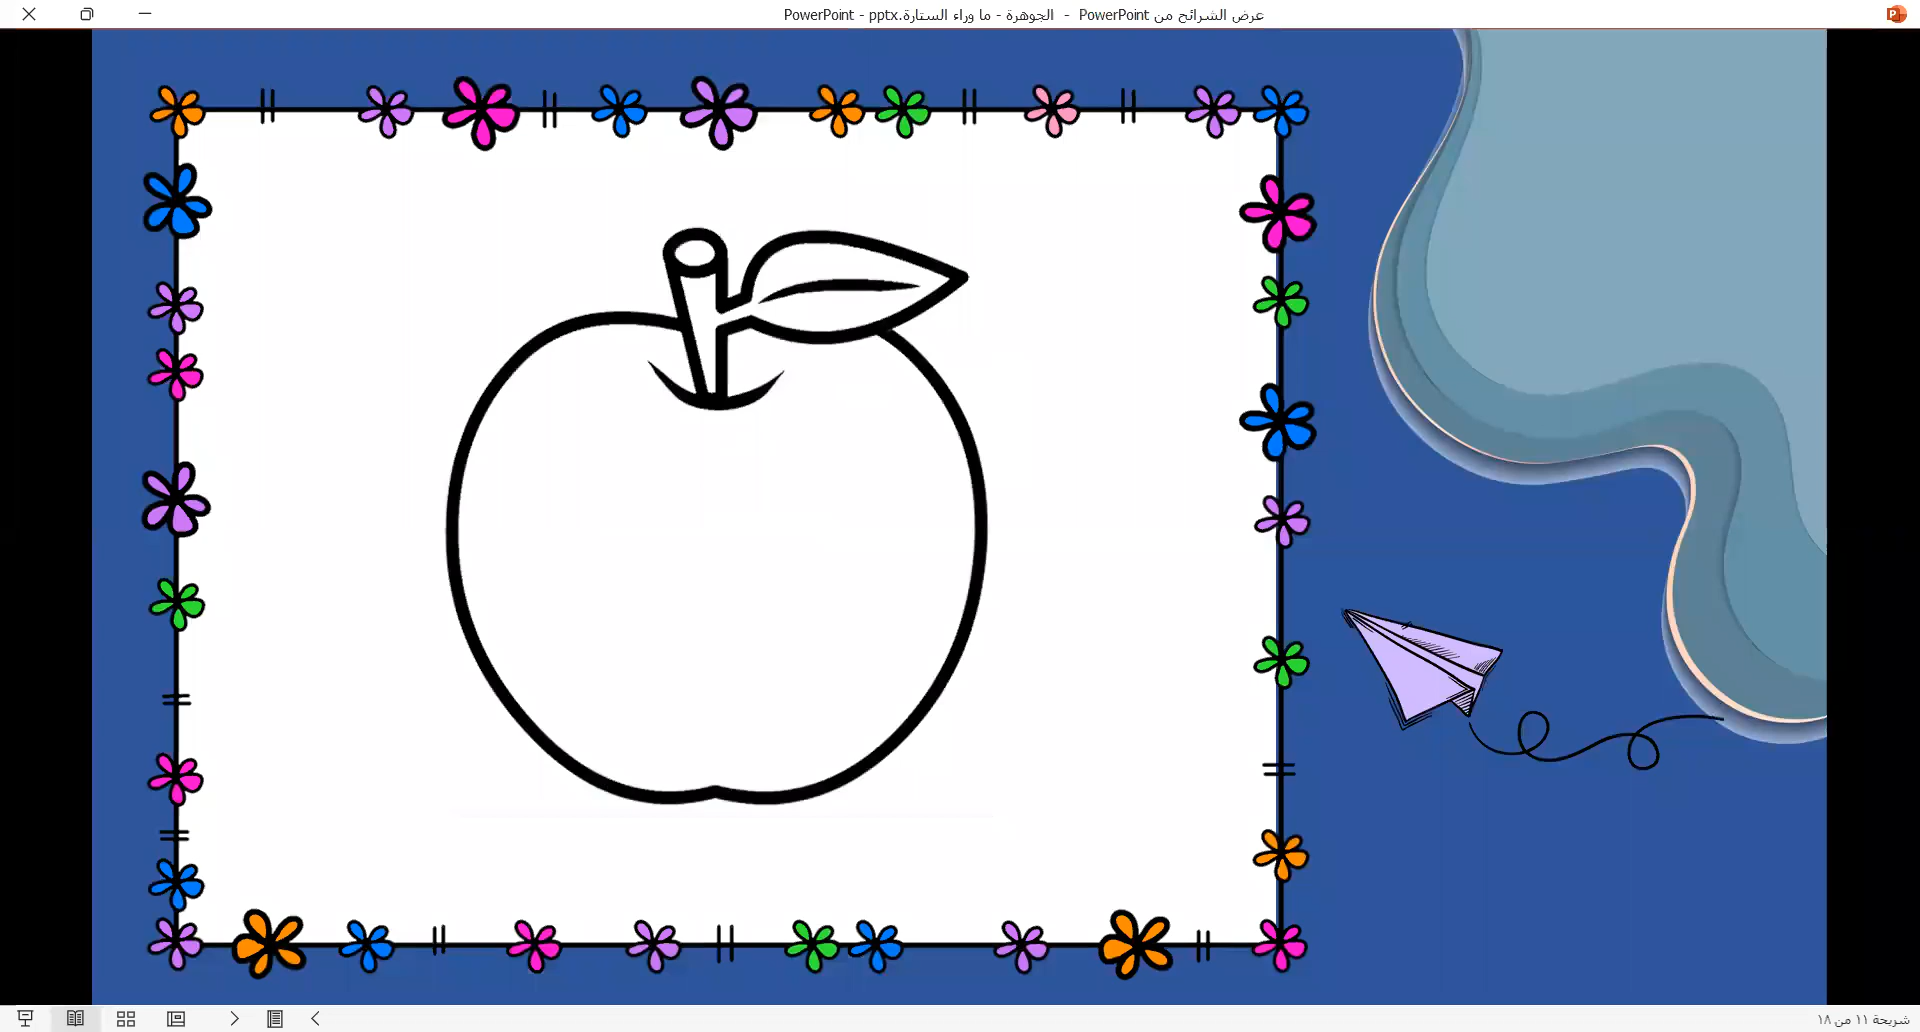 عرض الشرائح من PowerPoint - الجوهرة - ما وراء الستارة.PowerPoint - pptx
شريحة ١١ من ١٨